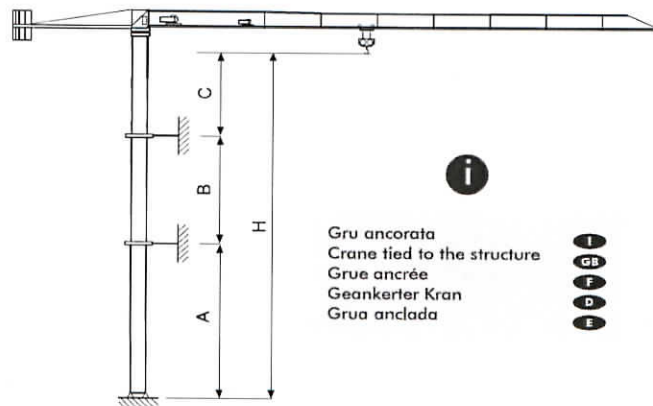 C
B
H
A
i
Gru ancorata I
Crane tied to the structure GB
Grue ancrée F
Geankerter Kran D
Grua anclada E